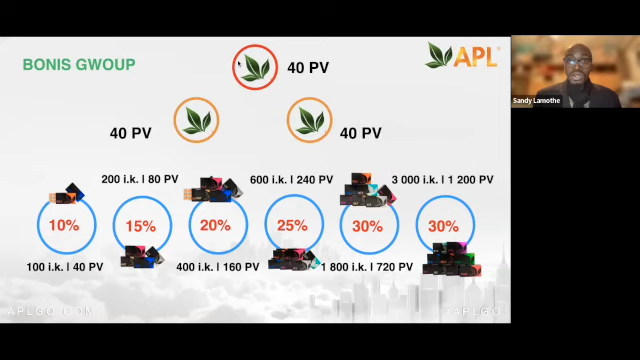 BONIS GWOUP
40 PV
APL
Sandy Lamothe
40 PV
40 PV
200 i.k. | 80 PV
600 i.k. | 240 PV
3 000 i.k. | 1 200 PV
10%
15%
20%
25%
30%
30%
100 i.k. | 40 PV
400 i.k. | 160 PV
1 800 i.k. | 720 PV
APLGO.COM